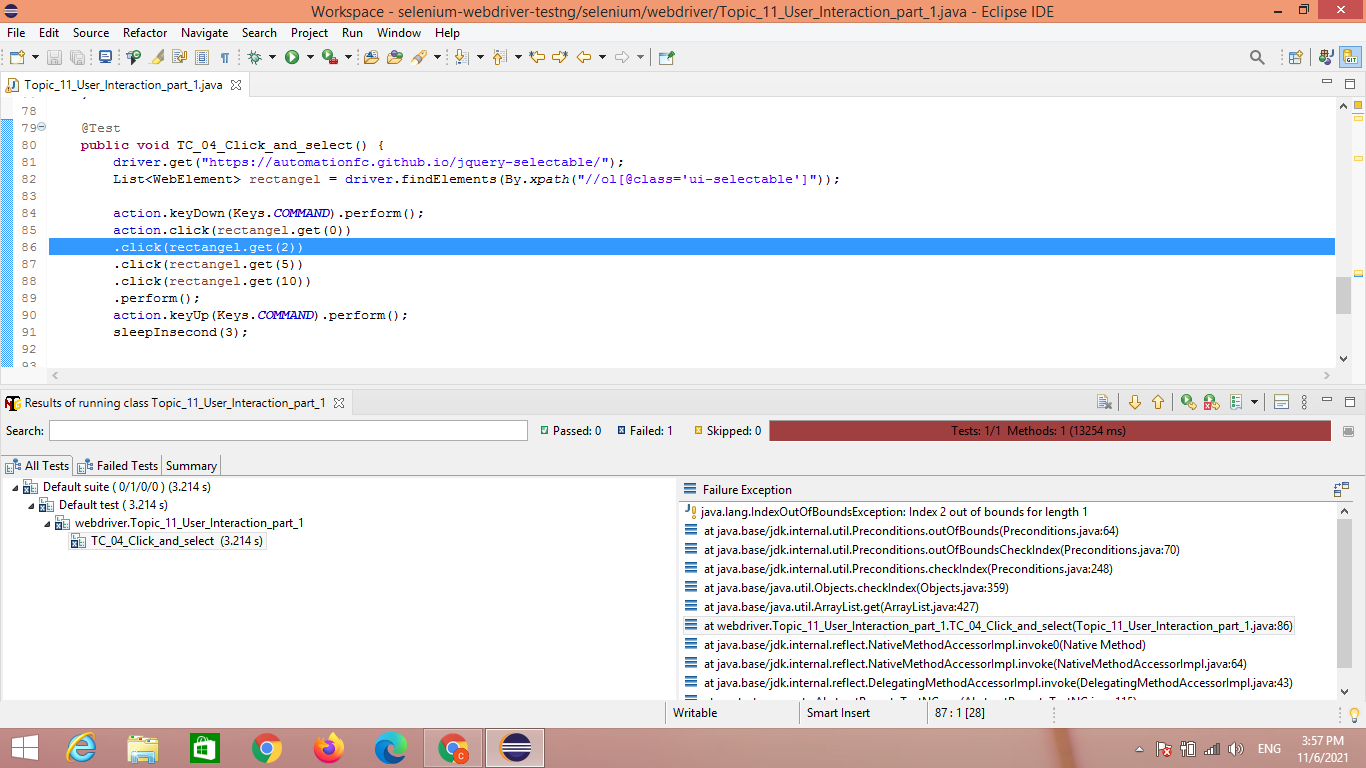 Workspace - selenium-webdriver-testng/selenium/webdriver/Topic_11_User_Interaction_part_1.java - Eclipse IDE
File Edit Source Refactor Navigate Search Project Run Window Help
Topic_11_User_Interaction_part_1.java
78
79 @Test
80 public void TC_04_Click_and_select() {
81 driver.get("https://automationfc.github.io/jquery-selectable/");
82 List<WebElement> rectangel = driver.findElements(By.xpath("//ol[@class='ui-selectable']"));
83
84 action.keyDown(Keys.COMMAND).perform();
85 action.click(rectangel.get(0))
86 .click(rectangel.get(2))
87 .click(rectangel.get(5))
88 .click(rectangel.get(10))
89 .perform();
90 action.keyUp(Keys.COMMAND).perform();
91 sleepInsecond(3);
92
93
Results of running class Topic_11_User_Interaction_part_1
Search: Passed: 0 Failed: 1 Skipped: 0 Tests: 1/1 Methods: 1 (13254 ms)
All Tests Failed Tests Summary
Default suite ( 0/1/0/0 ) (3.214 s)
Default test ( 3.214 s)
webdriver.Topic_11_User_Interaction_part_1
TC_04_Click_and_select (3.214 s)
Failure Exception
java.lang.IndexOutOfBoundsException: Index 2 out of bounds for length 1
at java.base/jdk.internal.util.Preconditions.outOfBounds(Preconditions.java:64)
at java.base/jdk.internal.util.Preconditions.outOfBoundsCheckIndex(Preconditions.java:70)
at java.base/jdk.internal.util.Preconditions.checkIndex(Preconditions.java:248)
at java.base/java.util.Objects.checkIndex(Objects.java:359)
at java.base/java.util.ArrayList.get(ArrayList.java:427)
at webdriver.Topic_11_User_Interaction_part_1.TC_04_Click_and_select(Topic_11_User_Interaction_part_1.java:86)
at java.base/jdk.internal.reflect.NativeMethodAccessorImpl.invoke0(Native Method)
at java.base/jdk.internal.reflect.NativeMethodAccessorImpl.invoke(NativeMethodAccessorImpl.java:64)
at java.base/jdk.internal.reflect.DelegatingMethodAccessorImpl.invoke(DelegatingMethodAccessorImpl.java:43)
Writable Smart Insert 87 : 1 [28]
ENG
3:57 PM
11/6/2021